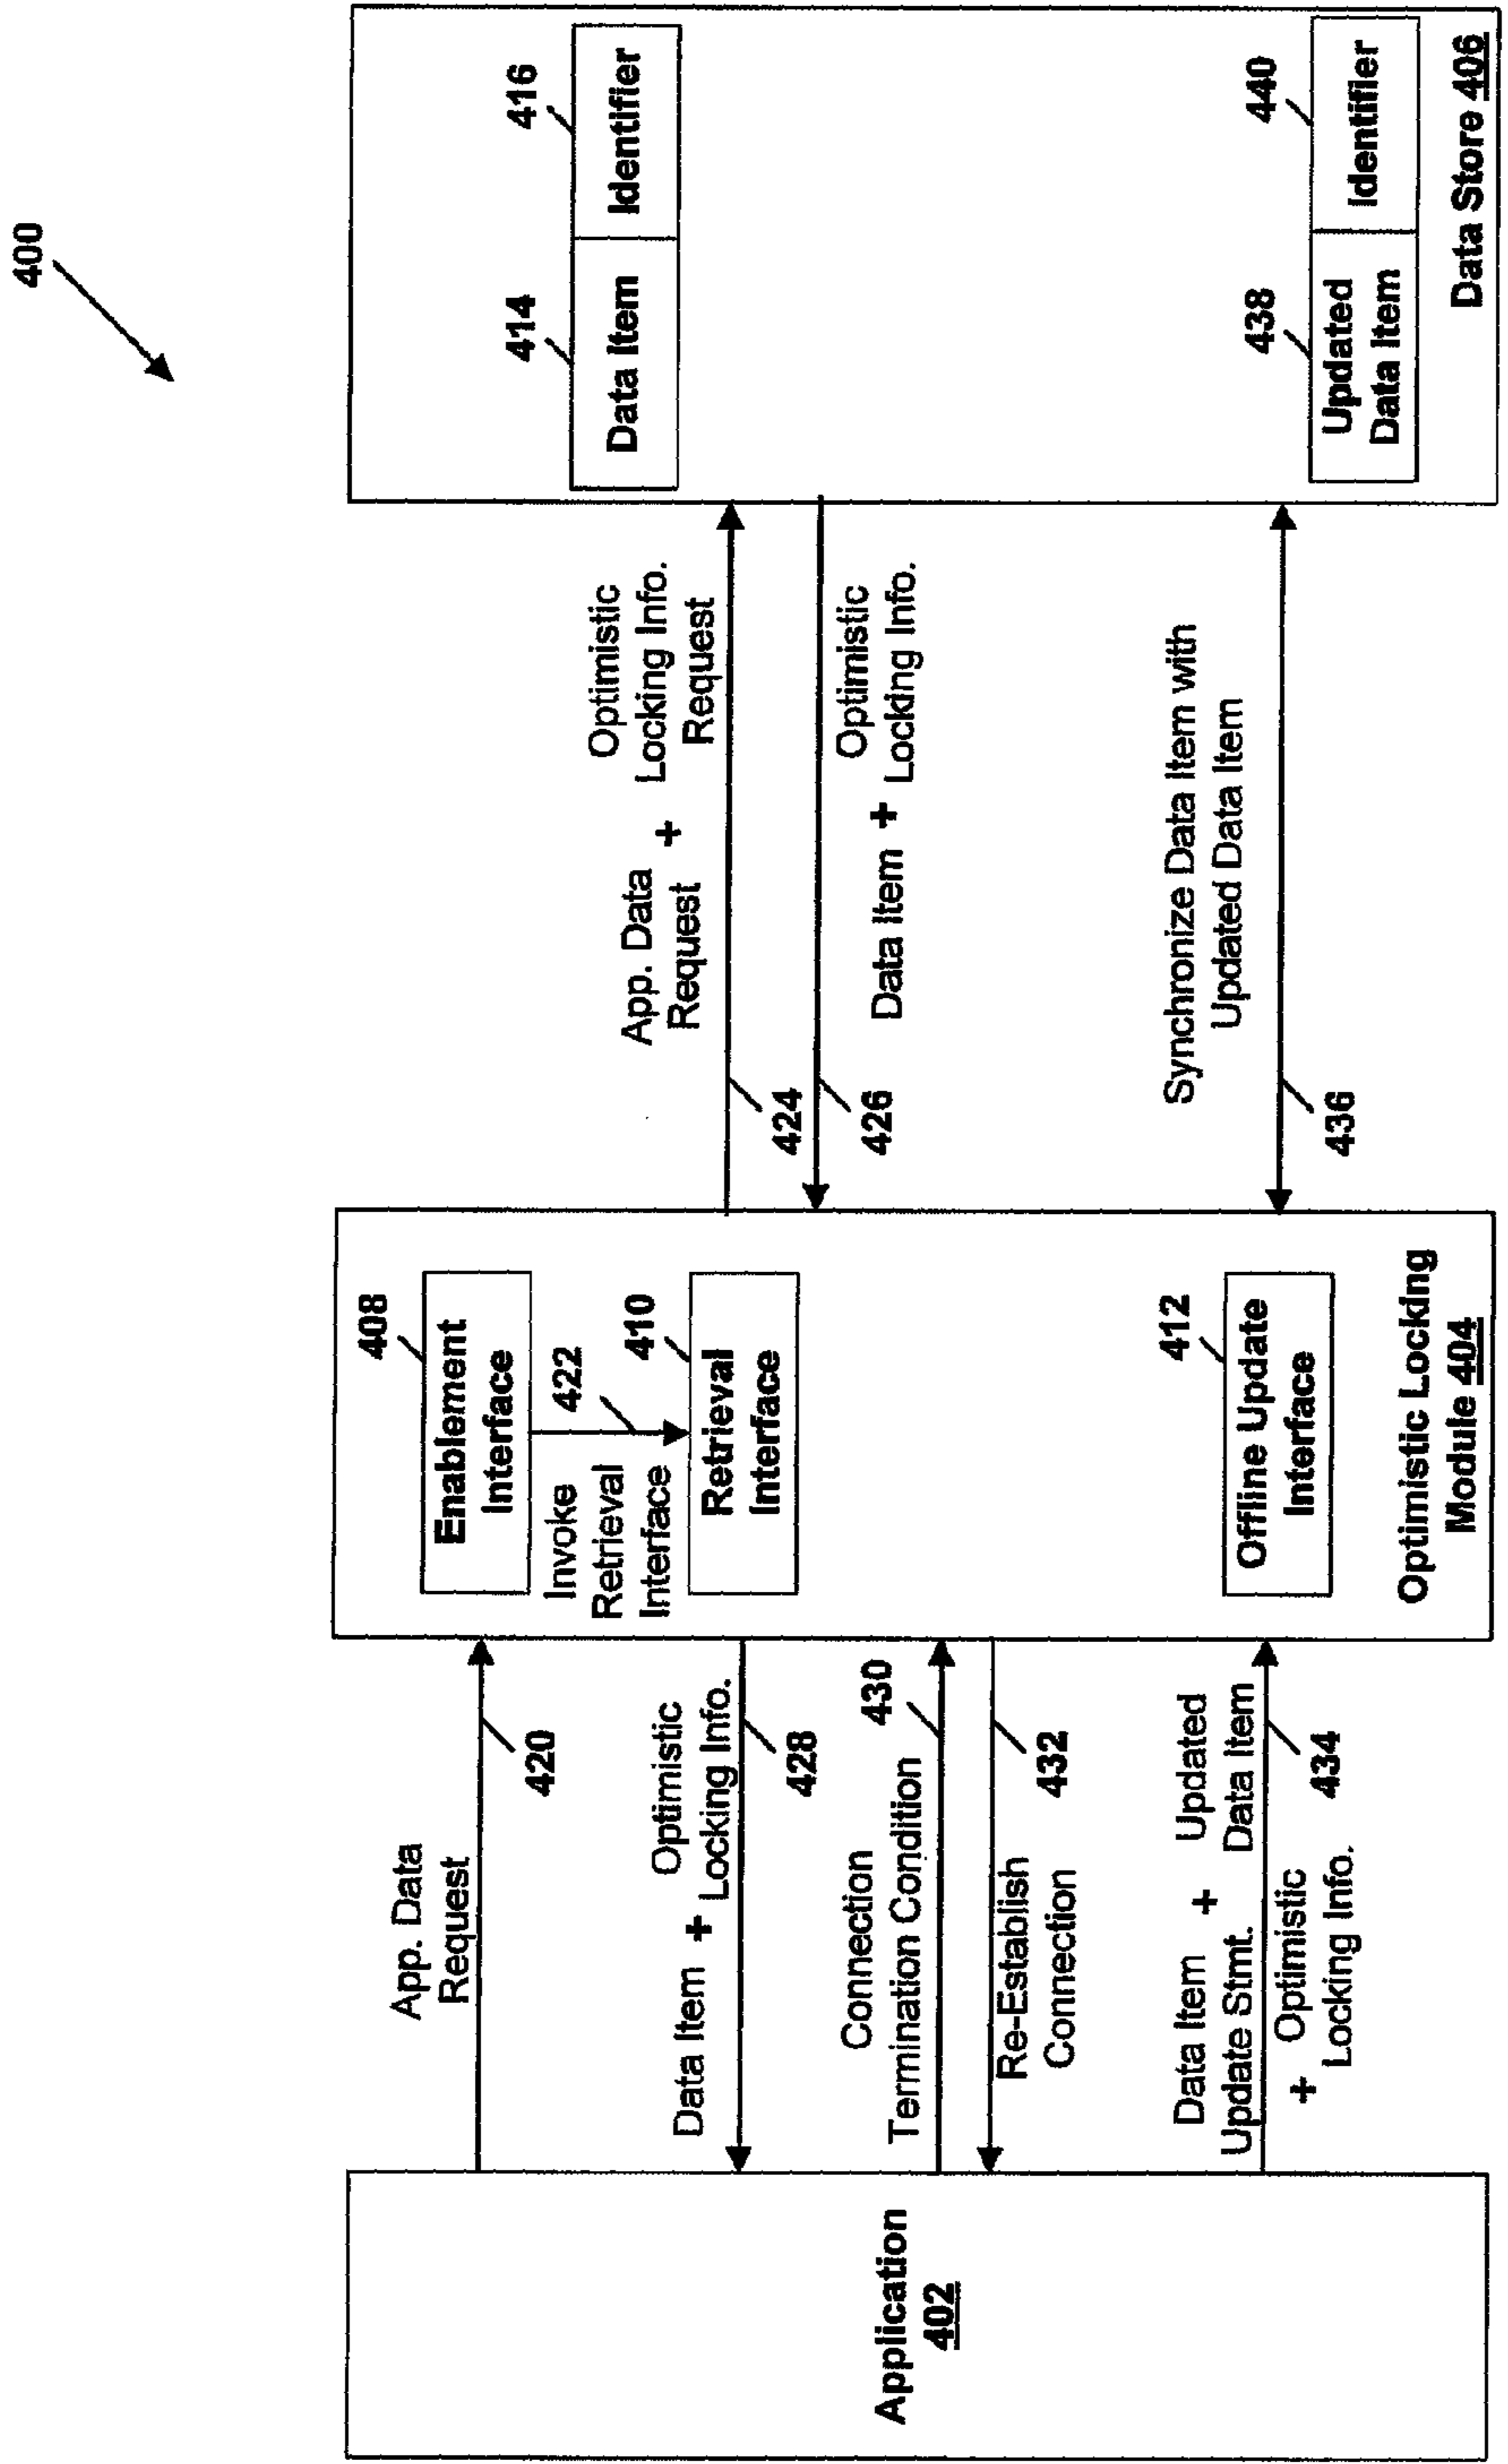 400
Application
402
App. Data
Request
420
Data Item + Optimistic
Locking Info.
428
Connection
Termination Condition
430
Re-Establish
Connection
432
Data Item + Updated
Update Stmt. Data Item
+ Optimistic
Locking Info.
434
408
Enablement
Interface
Invoke
Retrieval
Interface
422
410
Retrieval
Interface
412
Offline Update
Interface
Optimistic Locking
Module 404
App. Data
Request
+
Optimistic
Locking Info.
Request
424
Data Item + Optimistic
Locking Info.
426
Synchronize Data Item with
Updated Data Item
436
414
Data Item
416
Identifier
438
Updated
Data Item
440
Identifier
Data Store 406